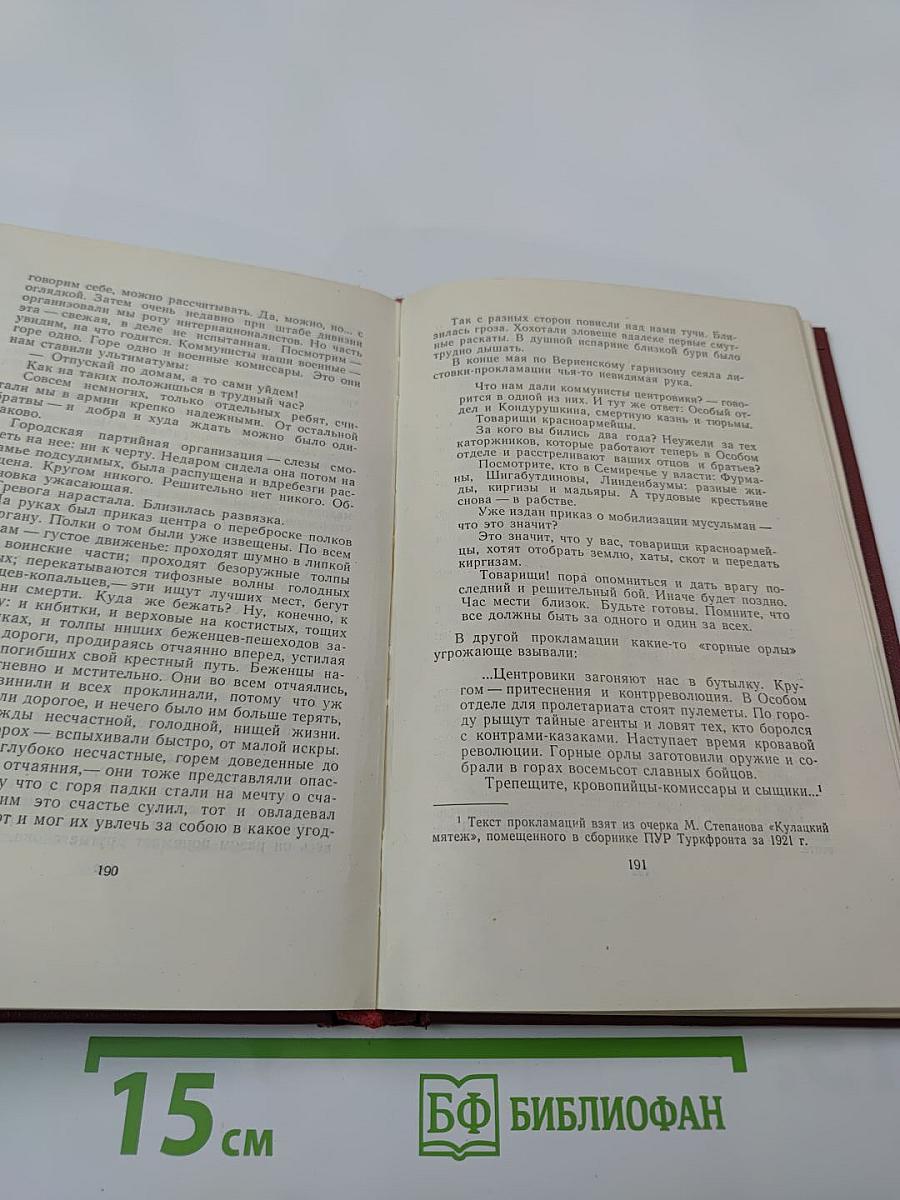 говорим себе, можно рассчитывать. Да, можно, но... с
оглядкой. Затем очень недавно при штабе дивизии
организовали мы роту интернационалистов. Но часть
эта — свежая, в деле не испытанная. Посмотрим —
увидим, на что годится. Коммунисты наши военные —
горе одно. Горе одно и военные комиссары. Это они
нам ставили ультиматумы:
— Отпускай по домам, а то сами уйдем!
Как на таких положишься в трудный час?
Совсем немногих, только отдельных ребят, счи-
тали мы в армии крепко надежными. От остальной
братвы — и добра и худа ждать можно было оди-
аково.
Городская партийная организация — слезы смо-
еть на нее: ни к черту. Недаром сидела она потом на
амье подсудимых, была распущена и вдребезги рас-
щена. Кругом никого. Решительно нет никого. Об-
новка ужасающая.
Тревога нарастала. Близилась развязка.
На руках был приказ центра о переброске полков
ргану. Полки о том были уже извещены. По всем
ам — густое движенье: проходят шумно в липкой
воинские части; проходят безоружные толпы
ых; перекатываются тифозные волны голодных
цев-копальцев,— эти ищут лучших мест, бегут
ни смерти. Куда же бежать? Ну, конечно, к
у: и кибитки, и верховые на костистых, тощих
ках, и толпы нищих беженцев-пешеходов за-
дороги, продираясь отчаянно вперед, устилая
погибших свой крестный путь. Беженцы на-
гневно и мстительно. Они во всем отчаялись,
винили и всех проклинали, потому что уж
ли дорогое, и нечего было им больше терять,
жды несчастной, голодной, нищей жизни.
орох — вспыхивали быстро, от малой искры.
глубоко несчастные, горем доведенные до
отчаяния,— они тоже представляли опас-
у что с горя падки стали на мечту о сча-
им это счастье сулил, тот и овладевал
от и мог их увлечь за собою в какое угод-
190
Так с разных сторон повисли над нами тучи. Бли-
зилась гроза. Хохотали зловеще вдалеке первые смут-
ные раскаты. В душной испарине близкой бури было
трудно дышать.
В конце мая по Верненскому гарнизону сеяла ли-
стовки-прокламации чья-то невидимая рука.
Что нам дали коммунисты центровики? — гово-
рится в одной из них. И тут же ответ: Особый от-
дел и Кондурушкина, смертную казнь и тюрьмы.
Товарищи красноармейцы.
За кого вы бились два года? Неужели за тех
каторжников, которые работают теперь в Особом
отделе и расстреливают ваших отцов и братьев?
Посмотрите, кто в Семиречье у власти: Фурма-
ны, Шигабутдиновы, Линденбаумы: разные жи-
ды, киргизы и мадьяры. А трудовые крестьяне
снова — в рабстве.
Уже издан приказ о мобилизации мусульман —
что это значит?
Это значит, что у вас, товарищи красноармей-
цы, хотят отобрать землю, хаты, скот и передать
киргизам.
Товарищи! пора опомниться и дать врагу по-
следний и решительный бой. Иначе будет поздно.
Час мести близок. Будьте готовы. Помните, что
все должны быть за одного и один за всех.
В другой прокламации какие-то «горные орлы»
угрожающе взывали:
...Центровики загоняют нас в бутылку. Кру-
гом — притеснения и контрреволюция. В Особом
отделе для пролетариата стоят пулеметы. По горо-
ду рыщут тайные агенты и ловят тех, кто боролся
с контрами-казаками. Наступает время кровавой
революции. Горные орлы заготовили оружие и со-
брали в горах восемьсот славных бойцов.
Трепещите, кровопийцы-комиссары и сыщики...¹
¹ Текст прокламаций взят из очерка М. Степанова «Кулацкий
мятеж», помещенного в сборнике ПУР Туркфронта за 1921 г.
191
15 см
БФ БИБЛИОФАН